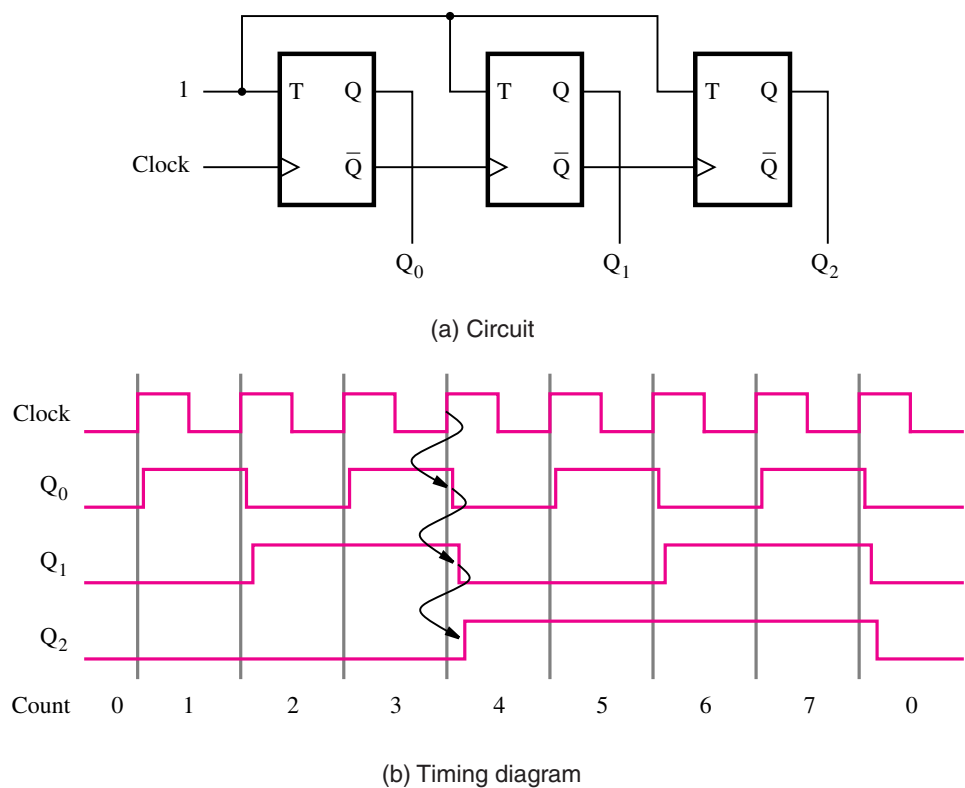 1 T Q T Q T Q
Clock Q̅ Q̅ Q̅
Q₀ Q₁ Q₂
(a) Circuit
Clock
Q₀
Q₁
Q₂
Count 0 1 2 3 4 5 6 7 0
(b) Timing diagram